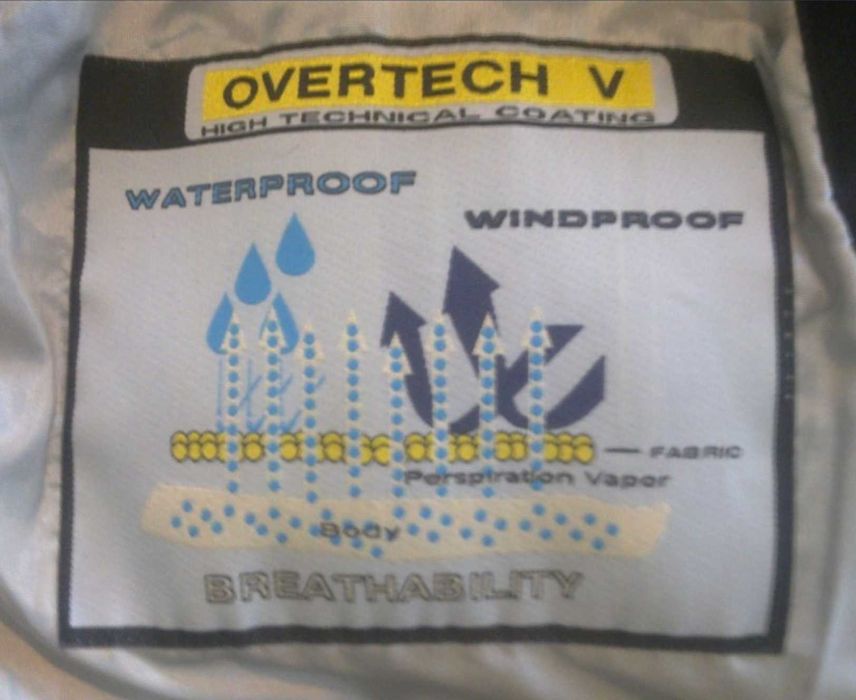 OVERTECH V
HIGH TECHNICAL COATING
WATERPROOF
WINDPROOF
FABRIC
Perspiration Vapor
Body
BREATHABILITY